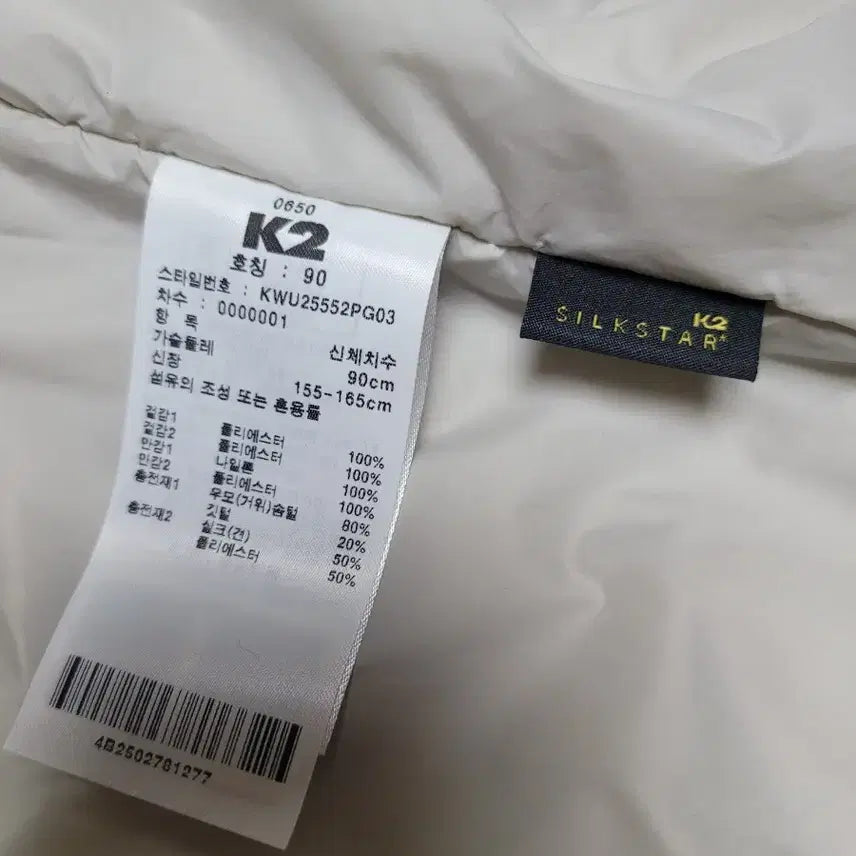 0650
K2
호칭 : 90
스타일번호 : KWU25552PG03
차수 : 0000001
항 목 신체치수
가슴둘레 90cm
신장 155-165cm
섬유의 조성 또는 혼용률
겉감1 폴리에스터 100%
겉감2 폴리에스터 100%
안감1 나일론 100%
안감2 폴리에스터 100%
충전재1 우모(거위)솜털 80%
깃털 20%
충전재2 실크(견) 50%
폴리에스터 50%
4B2502781277
K2
SILKSTAR*